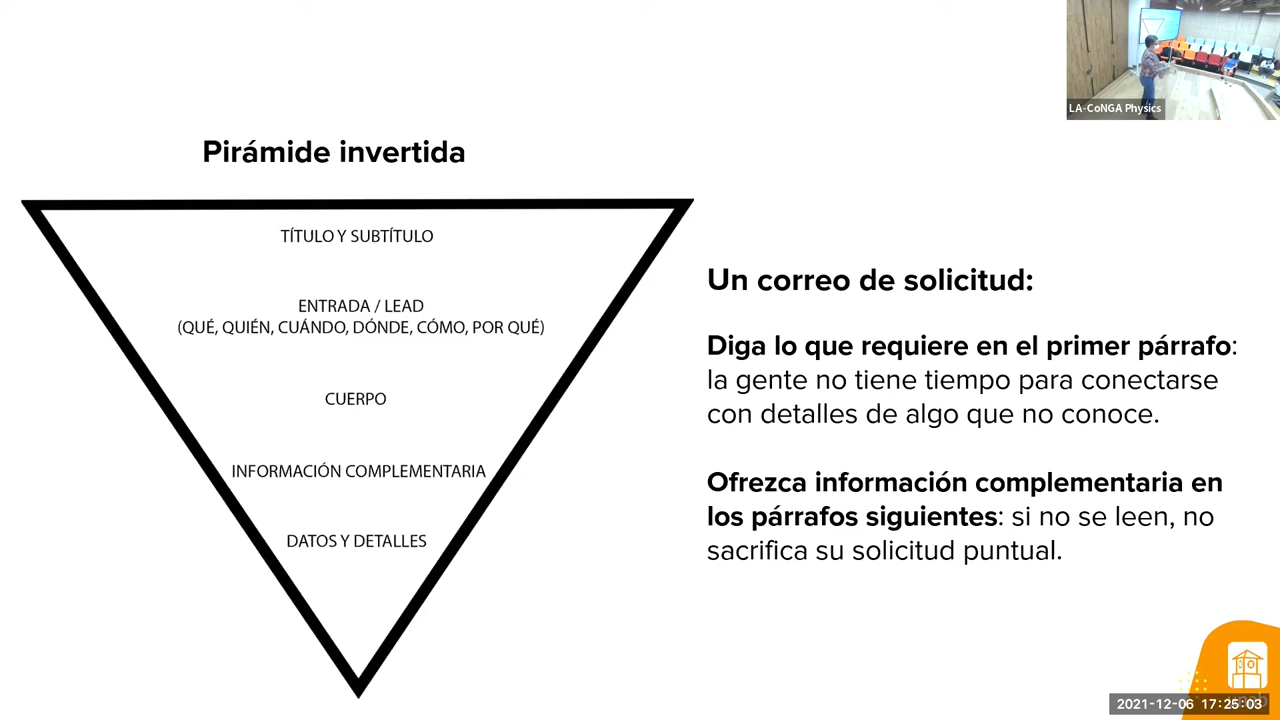 LA-CoNGA Physics
Pirámide invertida
TÍTULO Y SUBTÍTULO
ENTRADA / LEAD
(QUÉ, QUIÉN, CUÁNDO, DÓNDE, CÓMO, POR QUÉ)
CUERPO
INFORMACIÓN COMPLEMENTARIA
DATOS Y DETALLES
Un correo de solicitud:
Diga lo que requiere en el primer párrafo:
la gente no tiene tiempo para conectarse
con detalles de algo que no conoce.
Ofrezca información complementaria en
los párrafos siguientes: si no se leen, no
sacrifica su solicitud puntual.
2021-12-06 17:25:03